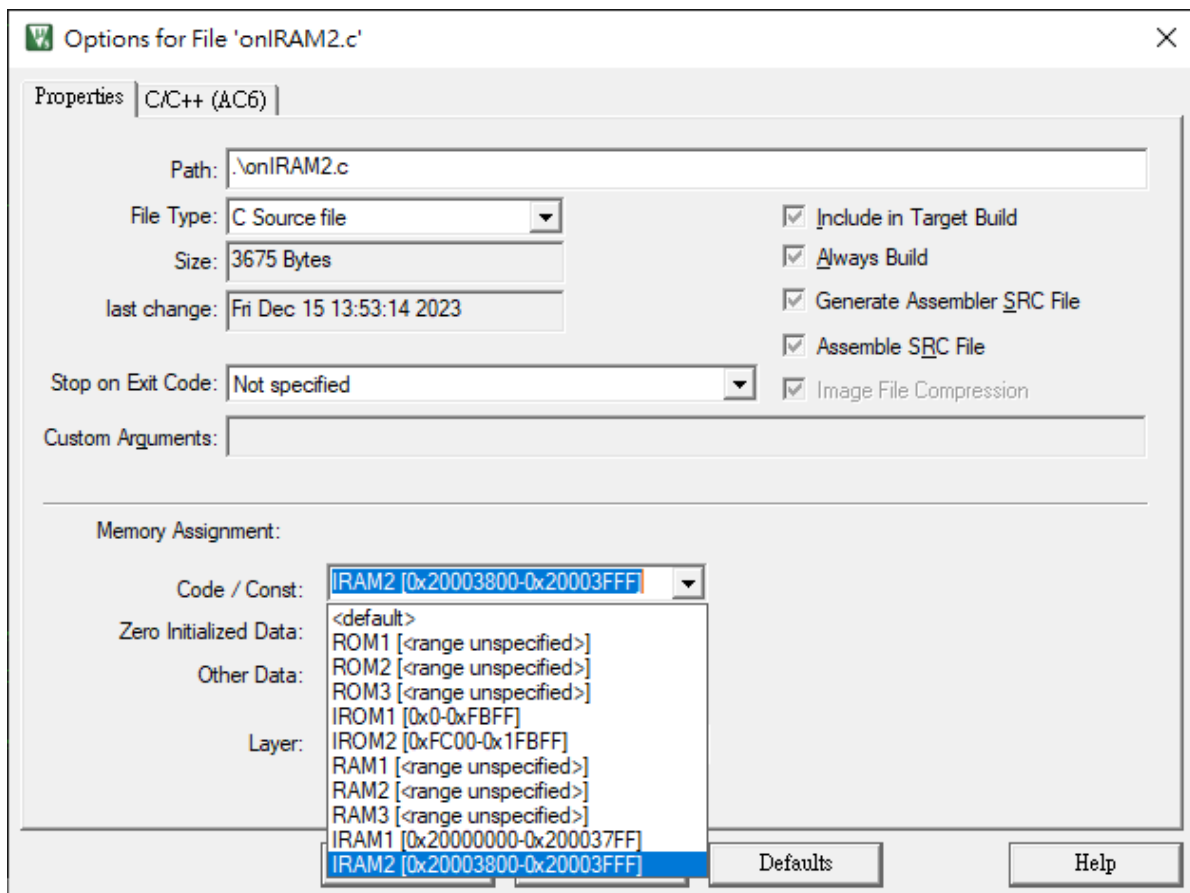 Options for File 'onIRAM2.c'
Properties
C/C++ (AC6)
Path: .\onIRAM2.c
File Type: C Source file
Include in Target Build
Size: 3675 Bytes
Always Build
last change: Fri Dec 15 13:53:14 2023
Generate Assembler SRC File
Assemble SRC File
Stop on Exit Code: Not specified
Image File Compression
Custom Arguments:
Memory Assignment:
Code / Const: IRAM2 [0x20003800-0x20003FFF]
<default>
Zero Initialized Data:
ROM1 [<range unspecified>]
ROM2 [<range unspecified>]
Other Data:
ROM3 [<range unspecified>]
IROM1 [0x0-0xFBFF]
Layer:
IROM2 [0xFC00-0x1FBFF]
RAM1 [<range unspecified>]
RAM2 [<range unspecified>]
RAM3 [<range unspecified>]
IRAM1 [0x20000000-0x200037FF]
IRAM2 [0x20003800-0x20003FFF]
Defaults
Help